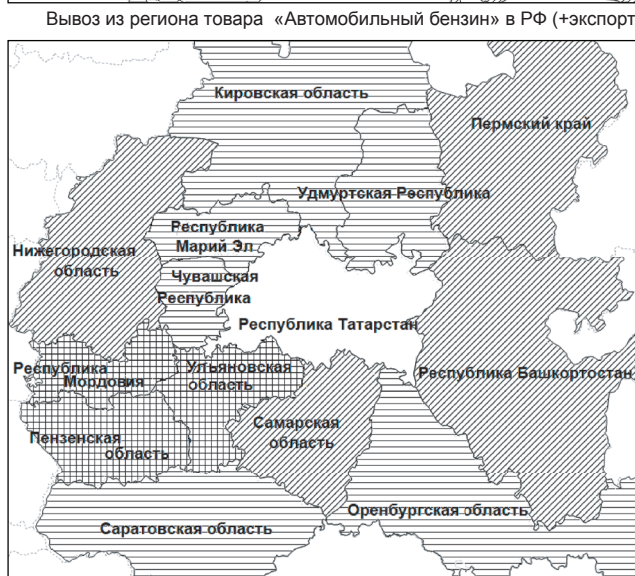 Вывоз из региона товара «Автомобильный бензин» в РФ (+экспорт
Кировская область
Пермский край
Удмуртская Республика
Республика
Марий Эл
Нижегородская
область
Чувашская
Республика
Республика Татарстан
Республика
Мордовия
Ульяновская
область
Республика Башкортостан
Пензенская
область
Самарская
область
Оренбургская область
Саратовская область